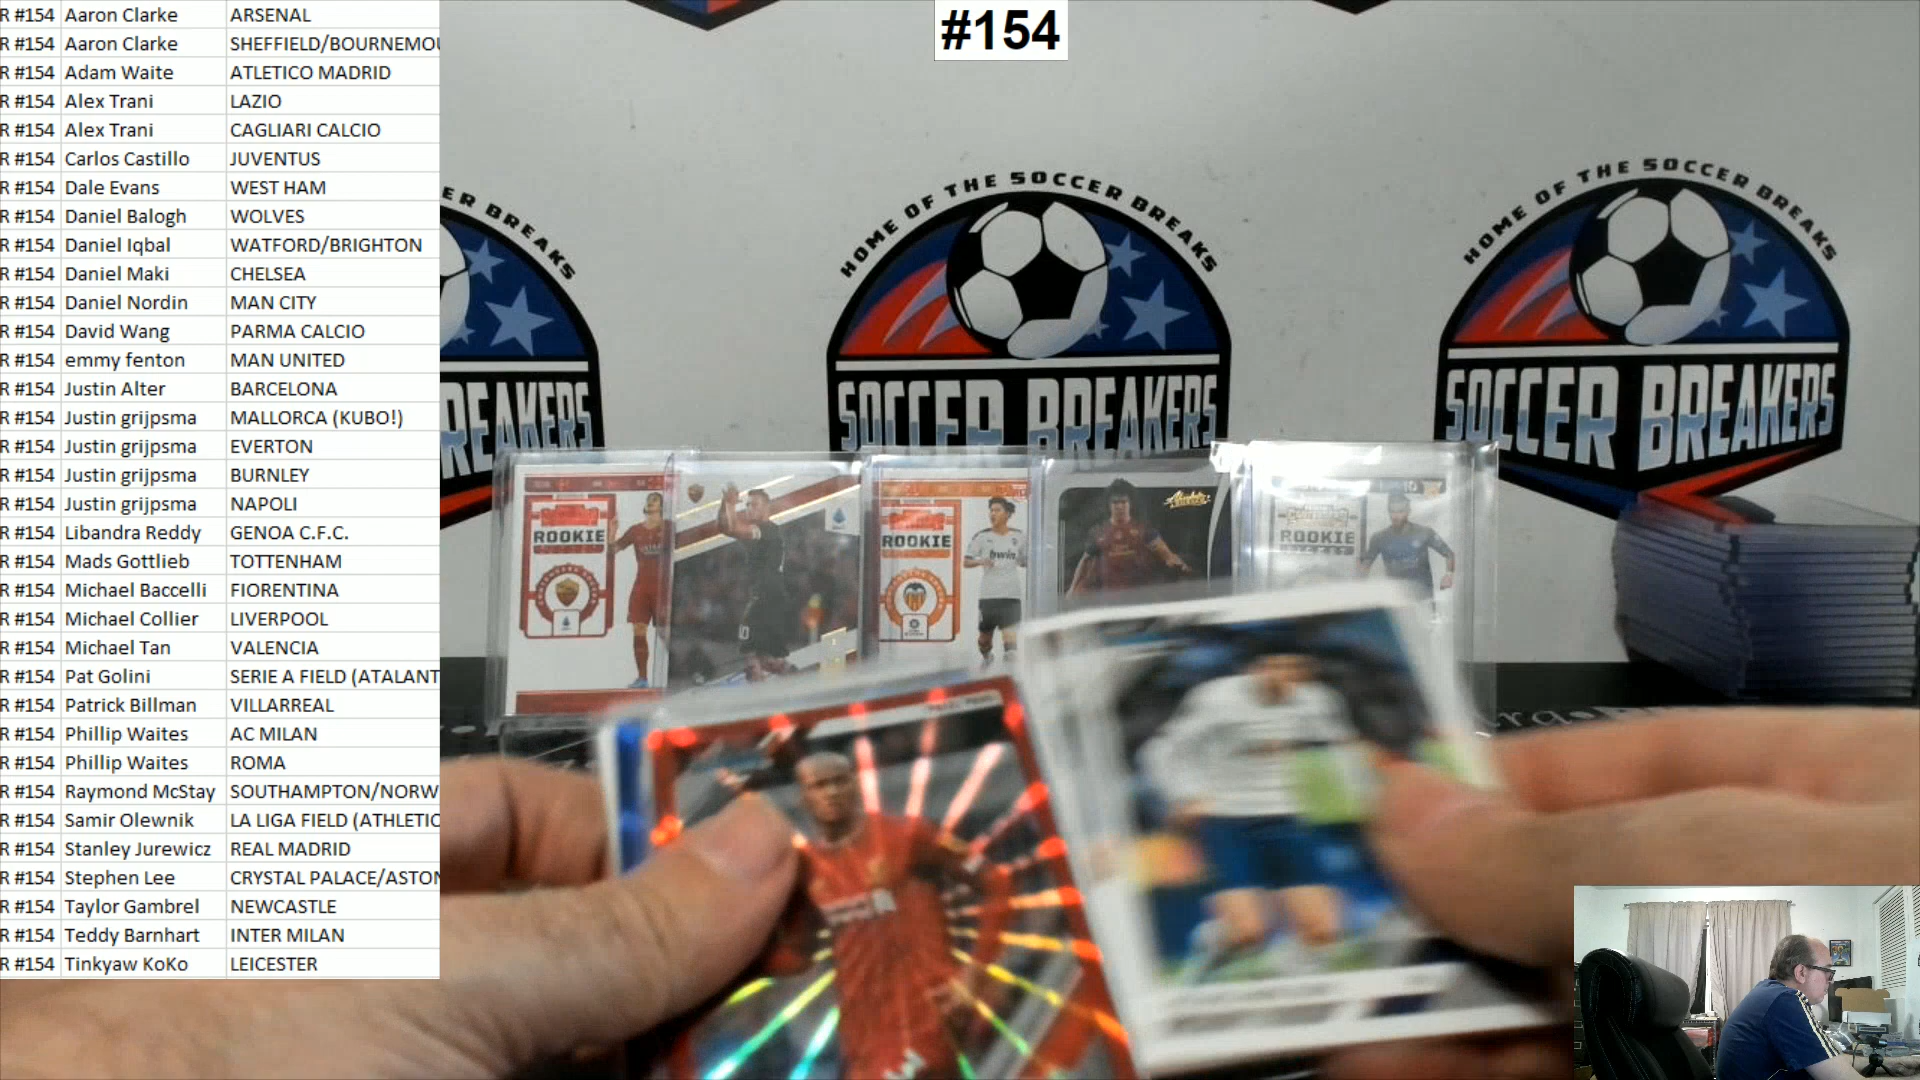 #154
R #154 Aaron Clarke ARSENAL
R #154 Aaron Clarke SHEFFIELD/BOURNEMOU
R #154 Adam Waite ATLETICO MADRID
R #154 Alex Trani LAZIO
R #154 Alex Trani CAGLIARI CALCIO
R #154 Carlos Castillo JUVENTUS
R #154 Dale Evans WEST HAM
R #154 Daniel Balogh WOLVES
R #154 Daniel Iqbal WATFORD/BRIGHTON
R #154 Daniel Maki CHELSEA
R #154 Daniel Nordin MAN CITY
R #154 David Wang PARMA CALCIO
R #154 emmy fenton MAN UNITED
R #154 Justin Alter BARCELONA
R #154 Justin grijpsma MALLORCA (KUBO!)
R #154 Justin grijpsma EVERTON
R #154 Justin grijpsma BURNLEY
R #154 Justin grijpsma NAPOLI
R #154 Libandra Reddy GENOA C.F.C.
R #154 Mads Gottlieb TOTTENHAM
R #154 Michael Baccelli FIORENTINA
R #154 Michael Collier LIVERPOOL
R #154 Michael Tan VALENCIA
R #154 Pat Golini SERIE A FIELD (ATALANT
R #154 Patrick Billman VILLARREAL
R #154 Phillip Waites AC MILAN
R #154 Phillip Waites ROMA
R #154 Raymond McStay SOUTHAMPTON/NORW
R #154 Samir Olewnik LA LIGA FIELD (ATHLETIC
R #154 Stanley Jurewicz REAL MADRID
R #154 Stephen Lee CRYSTAL PALACE/ASTON
R #154 Taylor Gambrel NEWCASTLE
R #154 Teddy Barnhart INTER MILAN
R #154 Tinkyaw KoKo LEICESTER
ER BREAKS
REAKERS
HOME OF THE SOCCER BREAKS
SOCCER BREAKERS
HOME OF THE SOCCER BREAKS
SOCCER BREAKERS
ROOKIE
ROOKIE
bwin
Absolute
ROOKIE